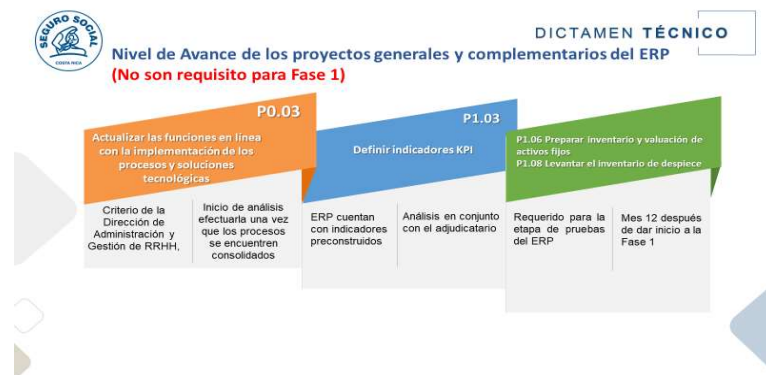 SEGURO SOCIAL
COSTA RICA
DICTAMEN TÉCNICO
Nivel de Avance de los proyectos generales y complementarios del ERP
(No son requisito para Fase 1)
P0.03
Actualizar las funciones en línea
con la implementación de los
procesos y soluciones
tecnológicas
Criterio de la
Dirección de
Administración y
Gestión de RRHH,
Inicio de análisis
efectuarla una vez
que los procesos
se encuentren
consolidados
P1.03
Definir indicadores KPI
ERP cuentan
con indicadores
preconstruidos
Análisis en conjunto
con el adjudicatario
P1.06 Preparar inventario y valuación de
activos fijos
P1.08 Levantar el inventario de despiece
Requerido para la
etapa de pruebas
del ERP
Mes 12 después
de dar inicio a la
Fase 1